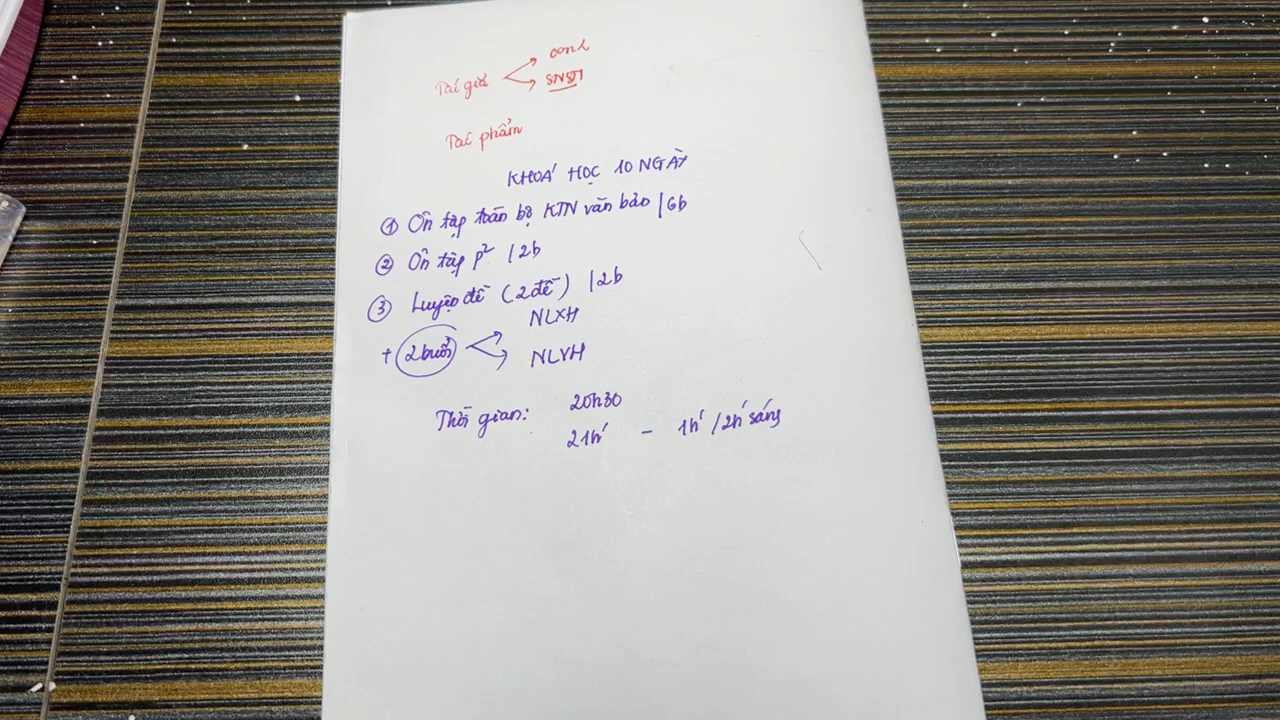 Tác giả
SNST
Tác phẩm
KHOÁ HỌC 10 NGÀY
① Ôn tập toàn bộ KTN văn bản / 6b
② Ôn tập p² / 2b
③ Luyện đề (2 đề) / 2b
NLXH
+ 2 buổi
NLVH
Thời gian: 20h30
21h - 1h / 2h sáng